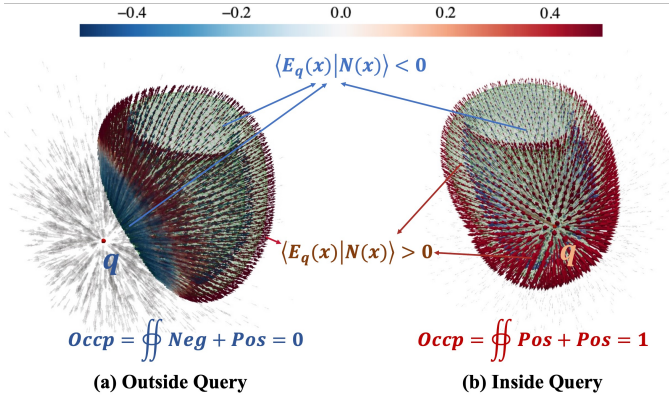 −0.4 −0.2 0.0 0.2 0.4
⟨E_q(x)|N(x)⟩ < 0
q
⟨E_q(x)|N(x)⟩ > 0
q
Occp = ∯ Neg + Pos = 0
Occp = ∯ Pos + Pos = 1
(a) Outside Query
(b) Inside Query